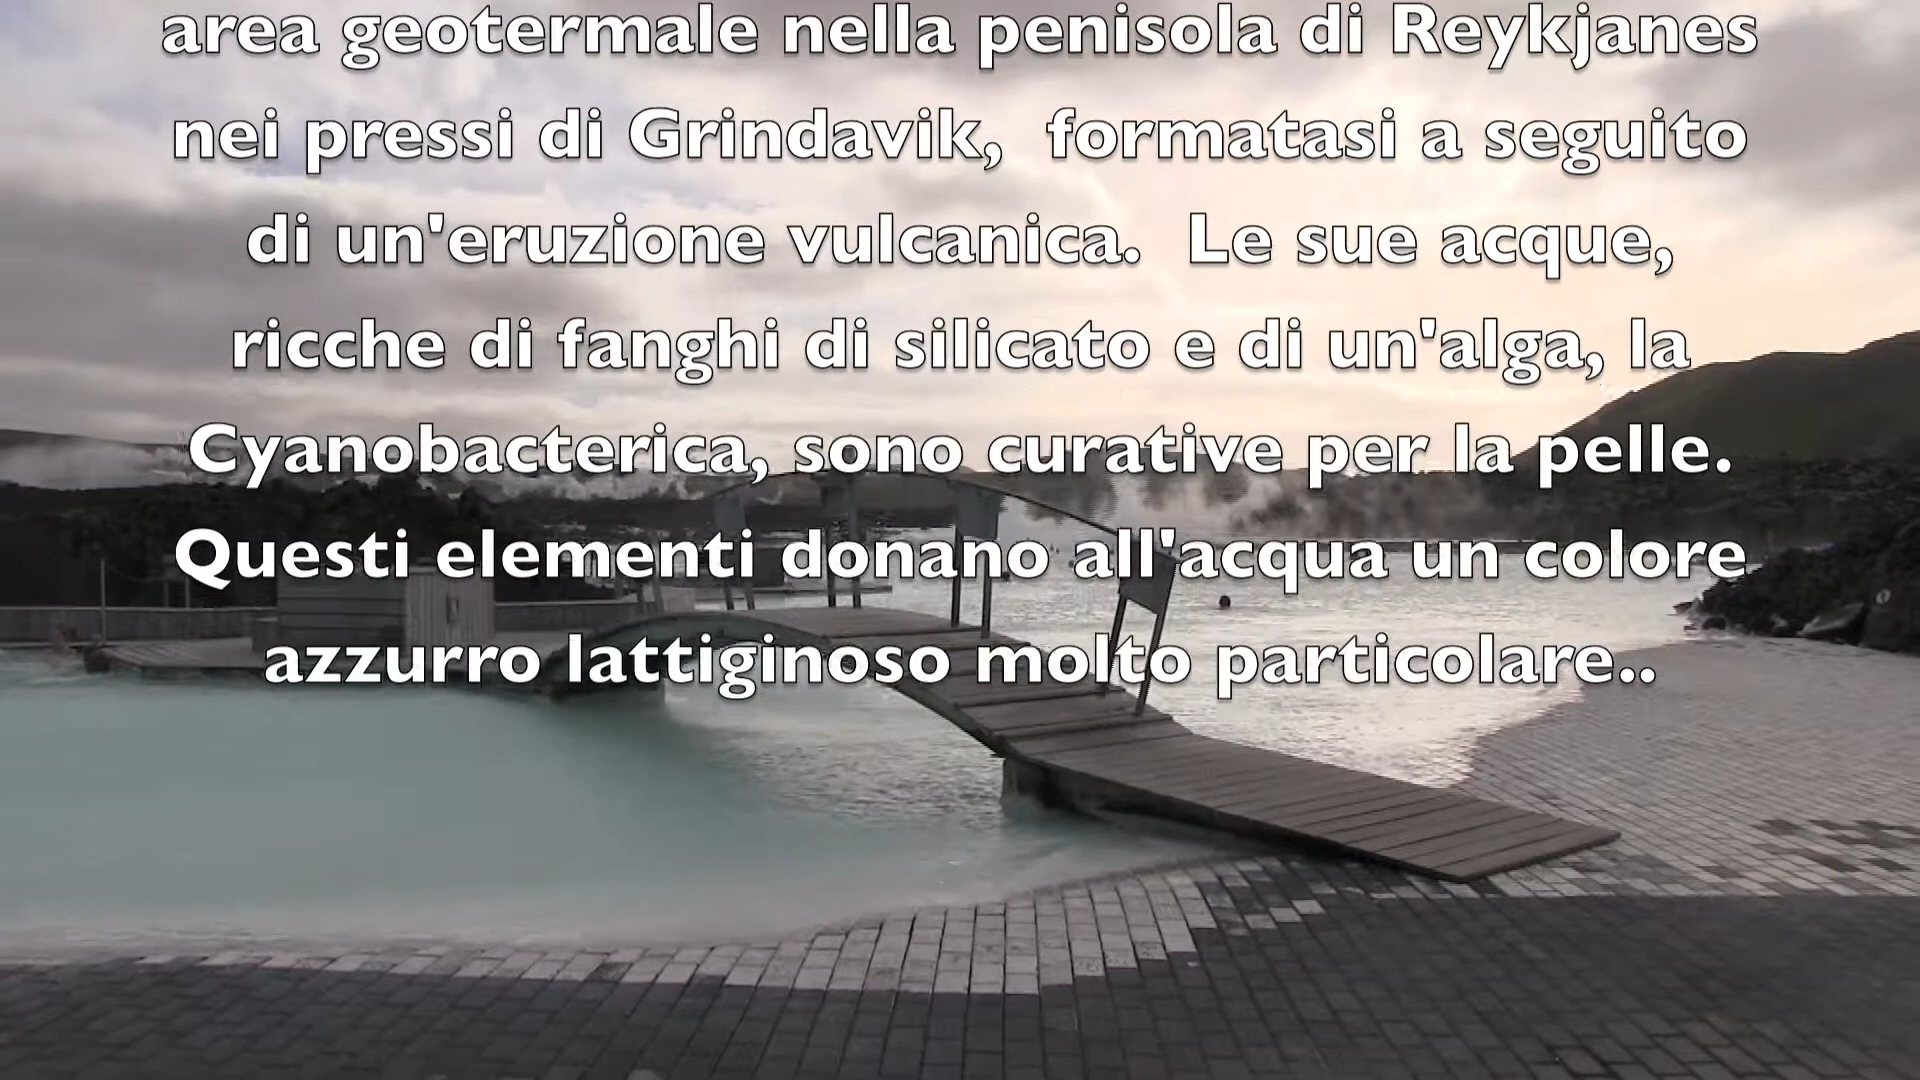 area geotermale nella penisola di Reykjanes
nei pressi di Grindavik,  formatasi a seguito
di un'eruzione vulcanica.  Le sue acque,
ricche di fanghi di silicato e di un'alga, la
Cyanobacterica, sono curative per la pelle.
Questi elementi donano all'acqua un colore
azzurro lattiginoso molto particolare..